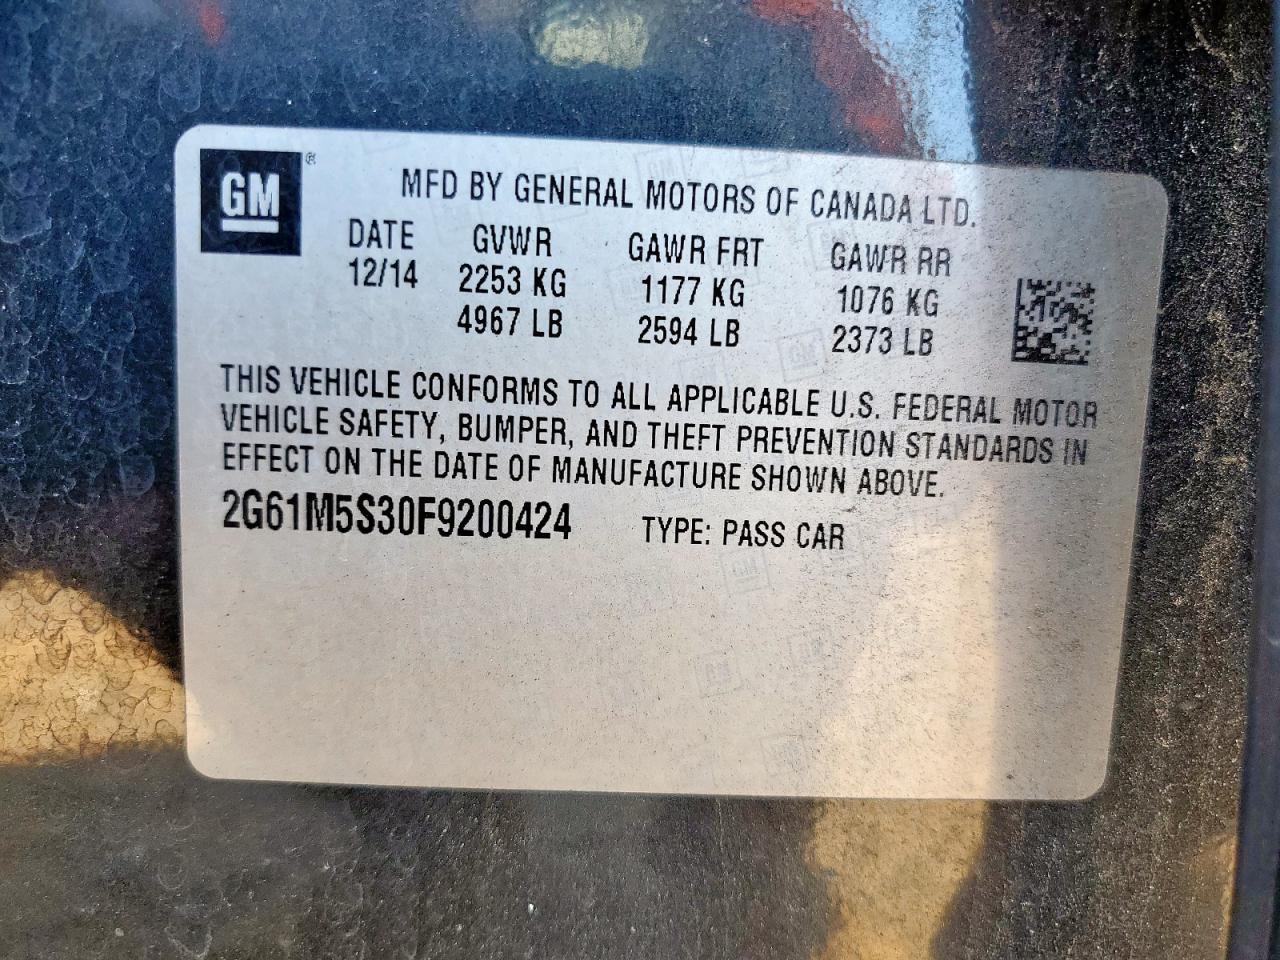 GM ®
MFD BY GENERAL MOTORS OF CANADA LTD.
DATE GVWR GAWR FRT GAWR RR
12/14 2253 KG 1177 KG 1076 KG
4967 LB 2594 LB 2373 LB
THIS VEHICLE CONFORMS TO ALL APPLICABLE U.S. FEDERAL MOTOR
VEHICLE SAFETY, BUMPER, AND THEFT PREVENTION STANDARDS IN
EFFECT ON THE DATE OF MANUFACTURE SHOWN ABOVE.
2G61M5S30F9200424 TYPE: PASS CAR